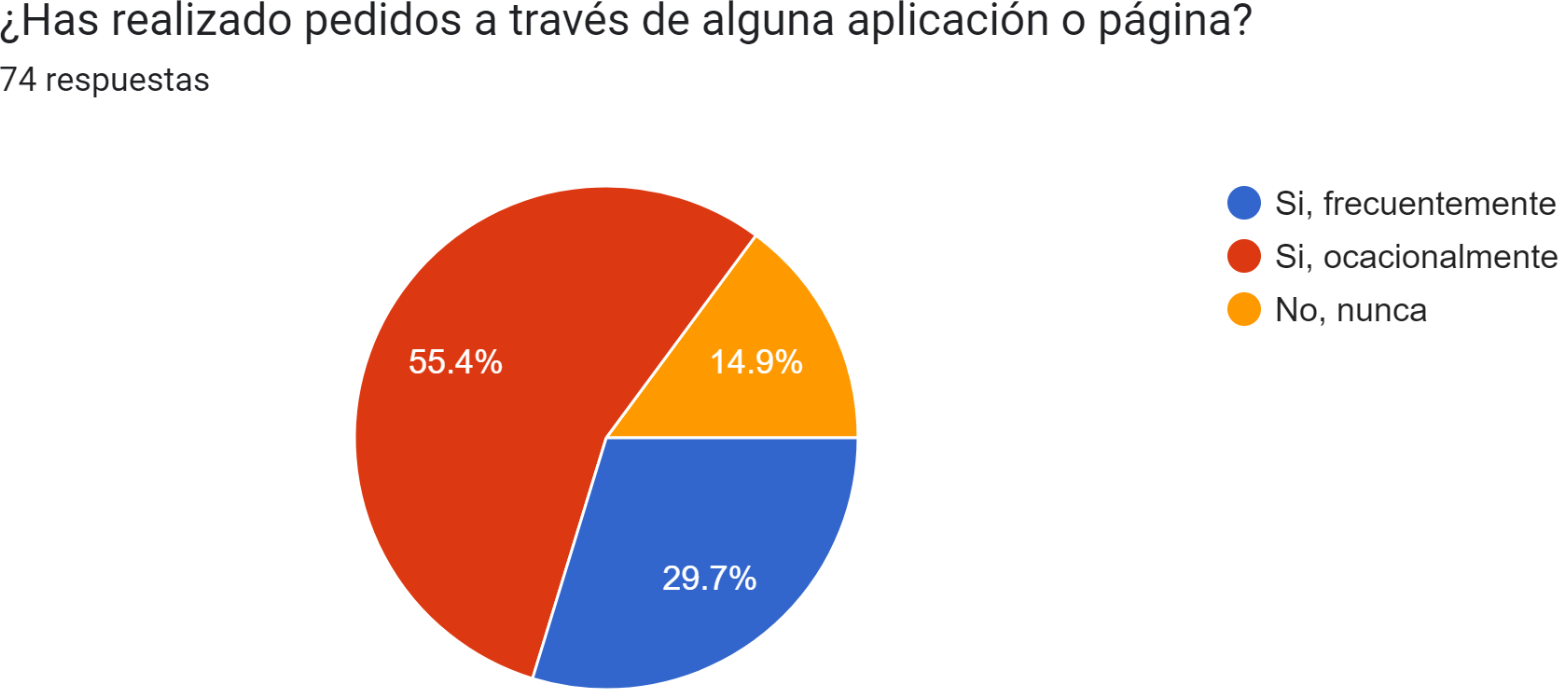 ¿Has realizado pedidos a través de alguna aplicación o página?
74 respuestas
Si, frecuentemente
Si, ocacionalmente
No, nunca
55.4%
14.9%
29.7%